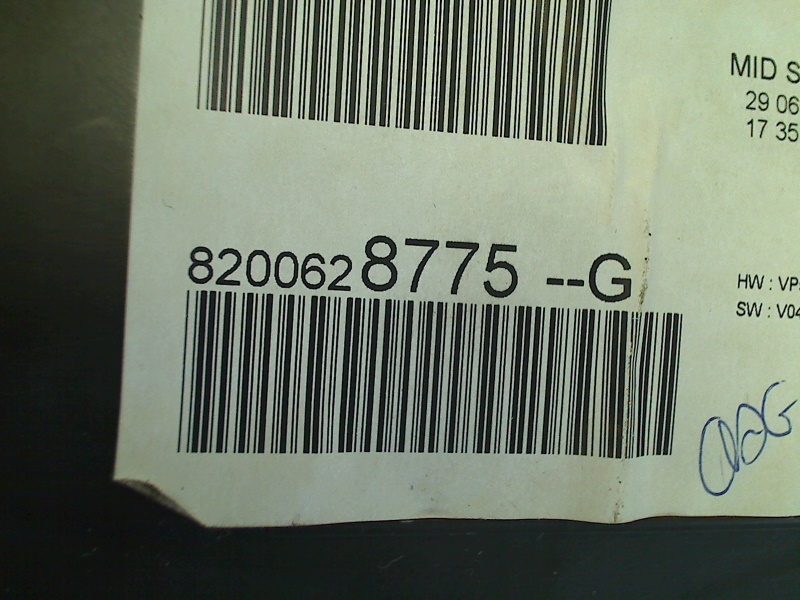 MID S
29 06
17 35
8200628775 --G
HW : VP
SW : V04